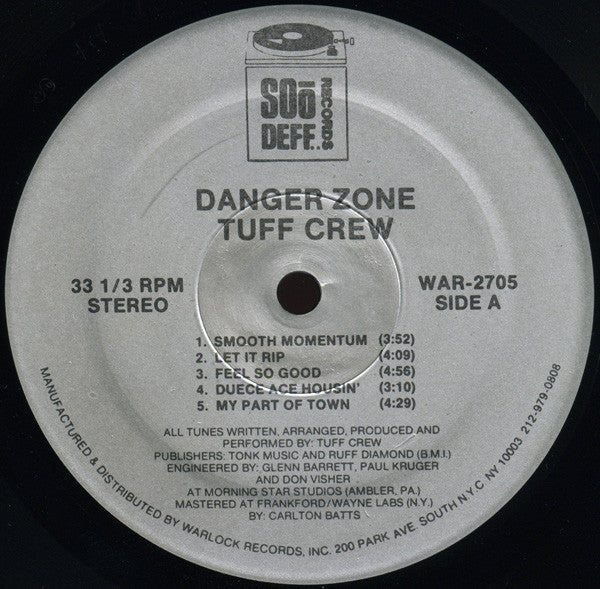 SOō
DEFF..
RECORDS
DANGER ZONE
TUFF CREW
33 1/3 RPM
STEREO
WAR-2705
SIDE A
1. SMOOTH MOMENTUM (3:52)
2. LET IT RIP (4:09)
3. FEEL SO GOOD (4:56)
4. DUECE ACE HOUSIN' (3:10)
5. MY PART OF TOWN (4:29)
ALL TUNES WRITTEN, ARRANGED, PRODUCED AND
PERFORMED BY: TUFF CREW
PUBLISHERS: TONK MUSIC AND RUFF DIAMOND (B.M.I.)
ENGINEERED BY: GLENN BARRETT, PAUL KRUGER
AND DON VISHER
AT MORNING STAR STUDIOS (AMBLER, PA.)
MASTERED AT FRANKFORD/WAYNE LABS (N.Y.)
BY: CARLTON BATTS
MANUFACTURED & DISTRIBUTED BY WARLOCK RECORDS, INC. 200 PARK AVE. SOUTH N.Y.C NY 10003 212-979-0808